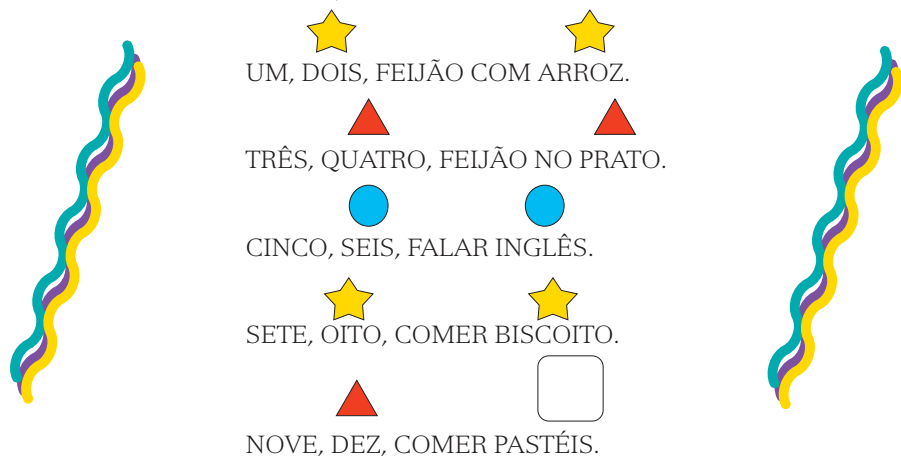 UM, DOIS, FEIJÃO COM ARROZ.
TRÊS, QUATRO, FEIJÃO NO PRATO.
CINCO, SEIS, FALAR INGLÊS.
SETE, OITO, COMER BISCOITO.
NOVE, DEZ, COMER PASTÉIS.